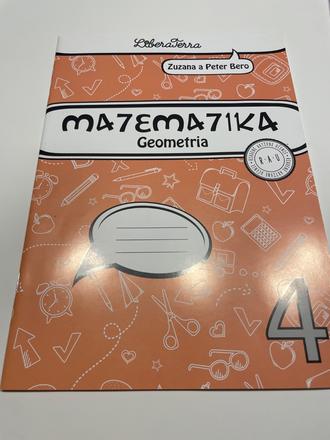 LiberaTerra
Zuzana a Peter Bero
MATEMATIKA
Geometria
R·A·U
4